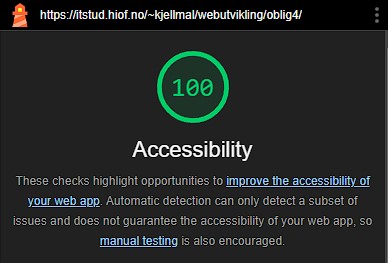 https://itstud.hiof.no/~kjellmal/webutvikling/oblig4/
100
Accessibility
These checks highlight opportunities to improve the accessibility of
your web app. Automatic detection can only detect a subset of
issues and does not guarantee the accessibility of your web app, so
manual testing is also encouraged.